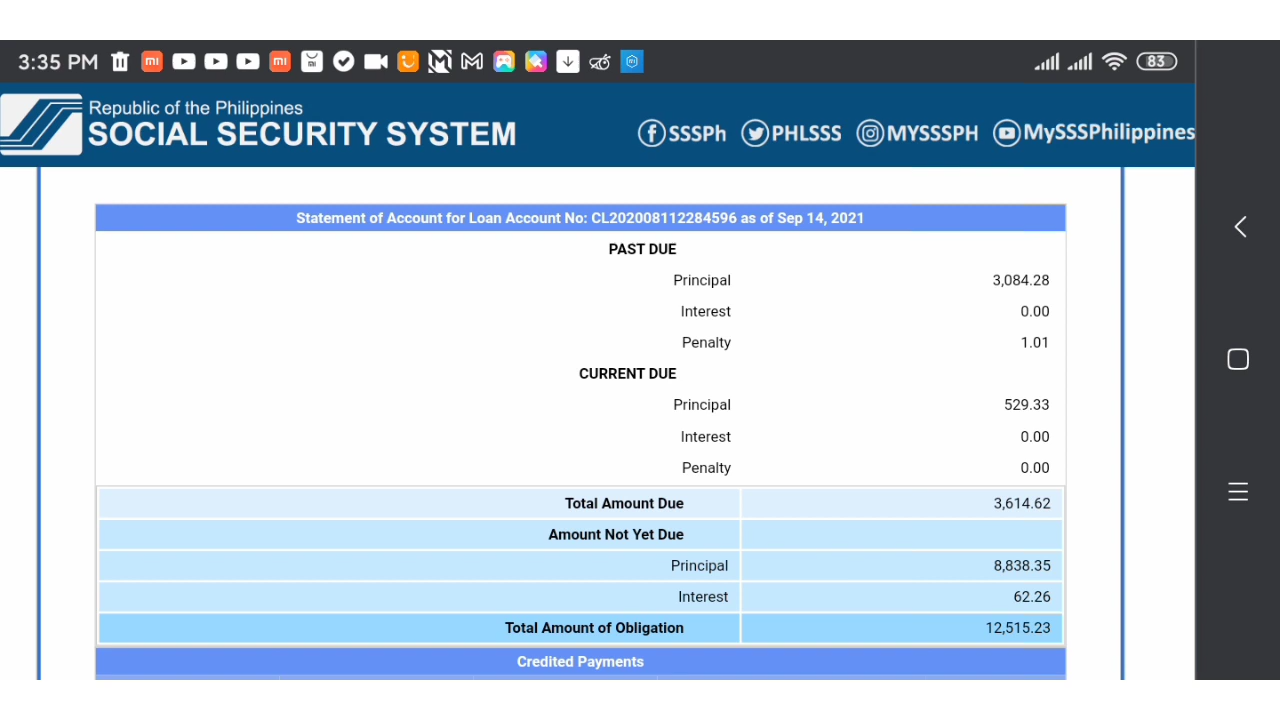 3:35 PM 83
Republic of the Philippines
SOCIAL SECURITY SYSTEM
SSSPh PHLSSS MYSSSPH MySSSPhilippines
Statement of Account for Loan Account No: CL202008112284596 as of Sep 14, 2021
PAST DUE
Principal 3,084.28
Interest 0.00
Penalty 1.01
CURRENT DUE
Principal 529.33
Interest 0.00
Penalty 0.00
Total Amount Due 3,614.62
Amount Not Yet Due
Principal 8,838.35
Interest 62.26
Total Amount of Obligation 12,515.23
Credited Payments